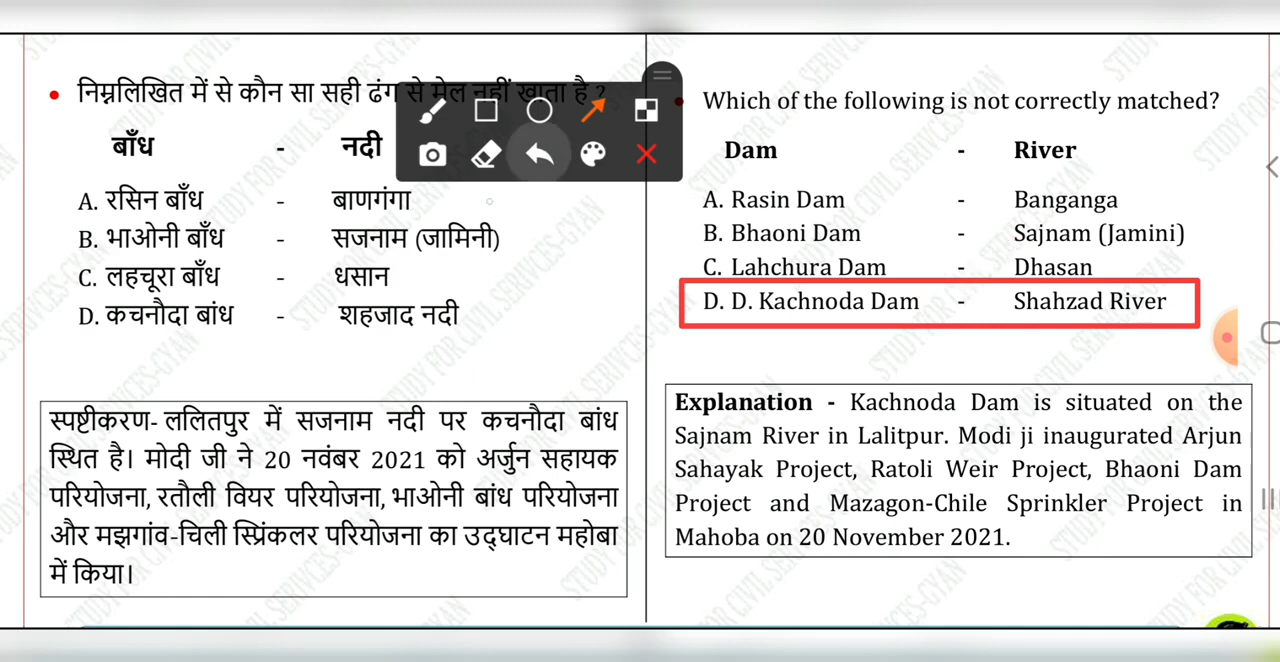 निम्नलिखित में से कौन सा सही ढंग से मेल नहीं खाता है ?
बाँध - नदी
A. रसिन बाँध - बाणगंगा
B. भाओनी बाँध - सजनाम (जामिनी)
C. लहचूरा बाँध - धसान
D. कचनौदा बांध - शहजाद नदी
स्पष्टीकरण- ललितपुर में सजनाम नदी पर कचनौदा बांध
स्थित है। मोदी जी ने 20 नवंबर 2021 को अर्जुन सहायक
परियोजना, रतौली वियर परियोजना, भाओनी बांध परियोजना
और मझगांव-चिली स्प्रिंकलर परियोजना का उद्घाटन महोबा
में किया।
Which of the following is not correctly matched?
Dam - River
A. Rasin Dam - Banganga
B. Bhaoni Dam - Sajnam (Jamini)
C. Lahchura Dam - Dhasan
D. D. Kachnoda Dam - Shahzad River
Explanation - Kachnoda Dam is situated on the
Sajnam River in Lalitpur. Modi ji inaugurated Arjun
Sahayak Project, Ratoli Weir Project, Bhaoni Dam
Project and Mazagon-Chile Sprinkler Project in
Mahoba on 20 November 2021.
STUDY FOR CIVIL SERIVCES-GYAN